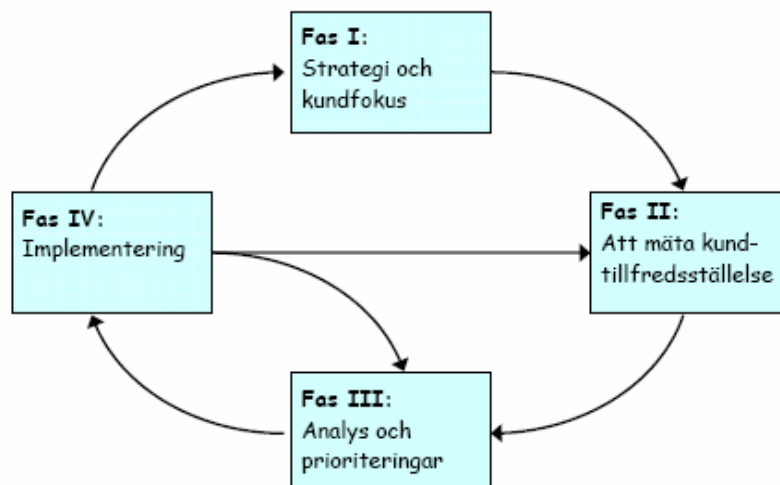 Fas I:
Strategi och
kundfokus
Fas II:
Att mäta kund-
tillfredsställelse
Fas III:
Analys och
prioriteringar
Fas IV:
Implementering